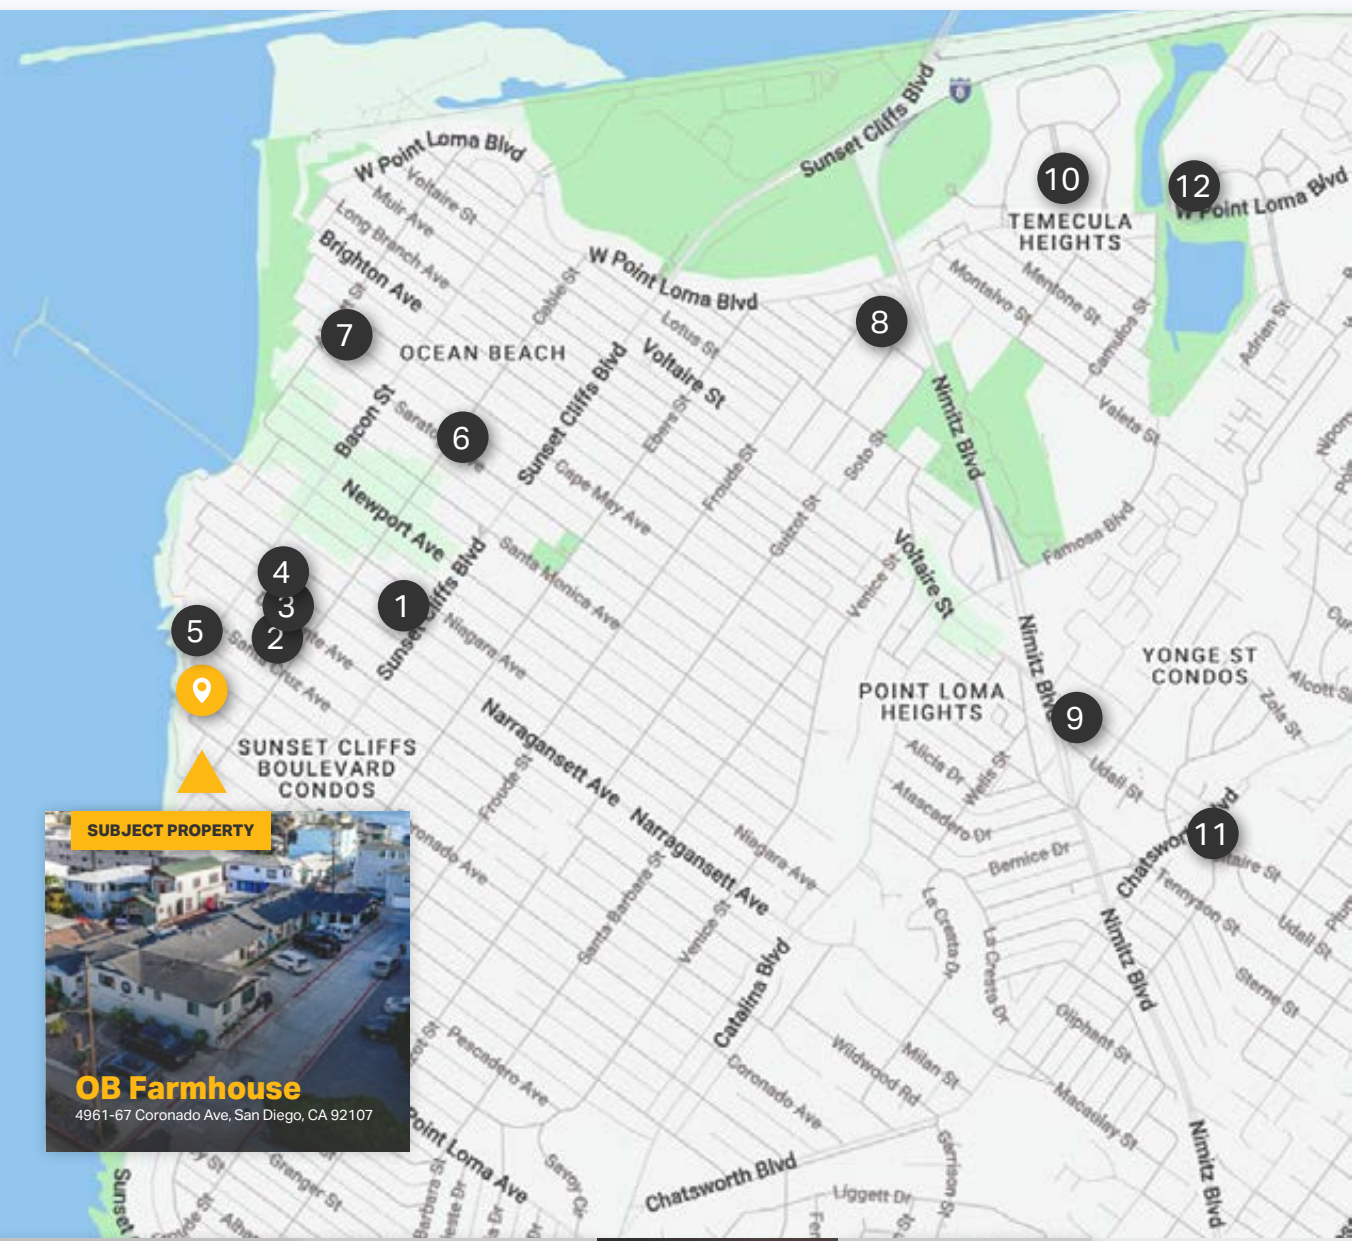 W Point Loma Blvd
Voltaire St
Muir Ave
Long Branch Ave
Brighton Ave
Sunset Cliffs Blvd
8
10
TEMECULA
HEIGHTS
12
W Point Loma Blvd
W Point Loma Blvd
Cable St
Lotus St
Voltaire St
Montalvo St
Mentone St
Camulos St
Adrian St
7
OCEAN BEACH
8
Bacon St
6
Sunset Cliffs Blvd
Ebers St
Nimitz Blvd
Valeta St
Cape May Ave
Froude St
Soto St
Guizot St
Newport Ave
Santa Monica Ave
Famosa Blvd
Venice St
Voltaire St
4
3
2
5
1
Sunset Cliffs Blvd
Niagara Ave
Santa Cruz Ave
Nimitz Blvd
YONGE ST
CONDOS
Zola St
POINT LOMA
HEIGHTS
9
Alicia Dr
Wells St
Atascadero Dr
Udall St
Bernice Dr
11
Tennyson St
Udall St
Sterne St
Narragansett Ave
Froude St
SUNSET CLIFFS
BOULEVARD
CONDOS
Narragansett Ave
Niagara Ave
Santa Barbara St
Venice St
Catalina Blvd
La Cresta Dr
La Cresta Dr
Nimitz Blvd
Oliphant St
Macaulay St
Wildwood Rd
Milan St
Coronado Ave
Pescadero Ave
SUBJECT PROPERTY
OB Farmhouse
4961-67 Coronado Ave, San Diego, CA 92107
Point Loma Ave
Granger St
Savoy Cir
Chatsworth Blvd
Liggett Dr
Garrison St
Nimitz Blvd
Sunset